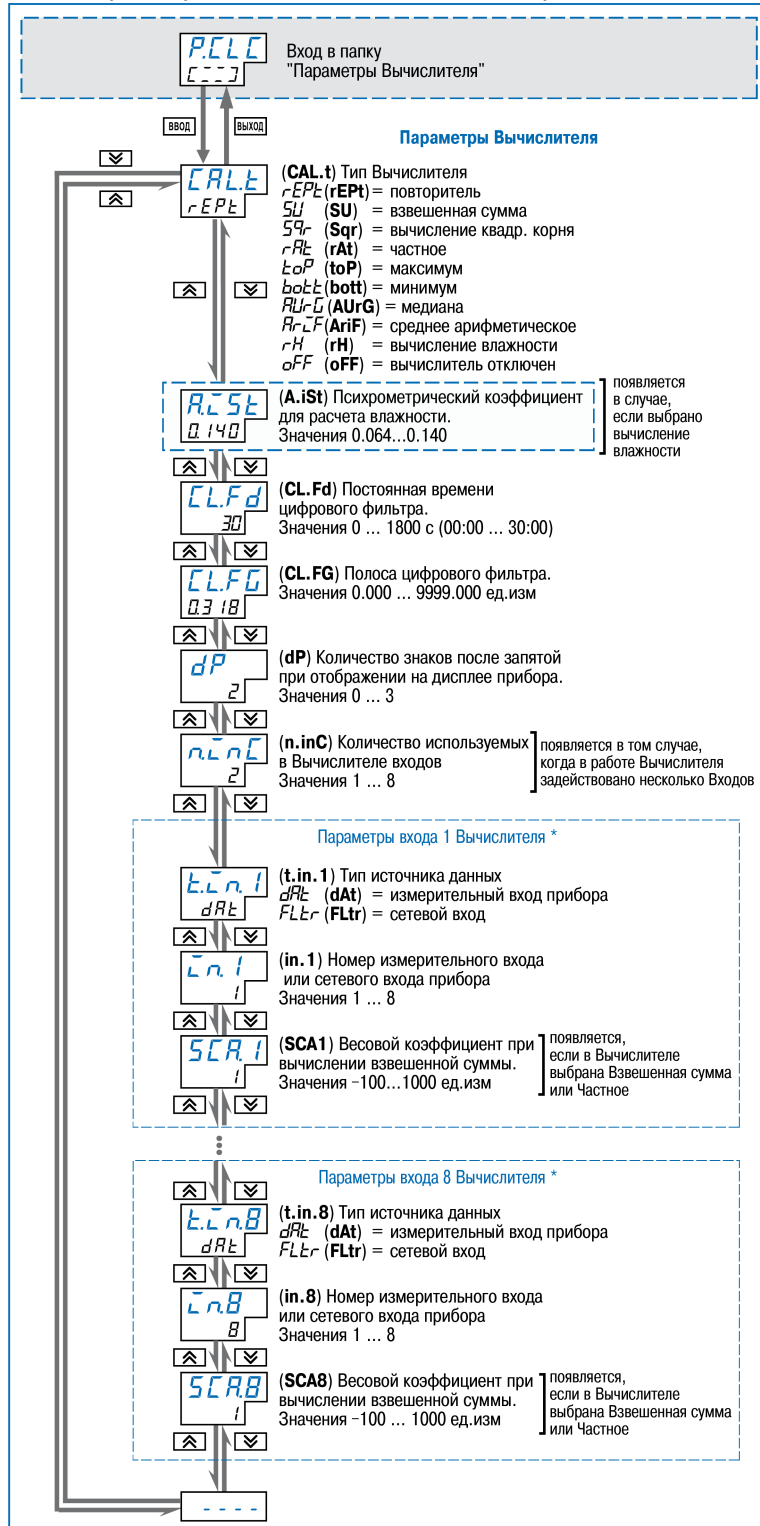 P.CLC
Вход в папку
"Параметры Вычислителя"
ВВОД
ВЫХОД
Параметры Вычислителя
CAL.t
rEPt
(CAL.t) Тип Вычислителя
rEPt (rEPt) = повторитель
SU (SU) = взвешенная сумма
Sqr (Sqr) = вычисление квадр. корня
rAt (rAt) = частное
toP (toP) = максимум
bott (bott) = минимум
AUrG (AUrG) = медиана
AriF (AriF) = среднее арифметическое
rH (rH) = вычисление влажности
oFF (oFF) = вычислитель отключен
A.iSt
0.140
(A.iSt) Психрометрический коэффициент
для расчета влажности.
Значения 0.064...0.140
появляется
в случае,
если выбрано
вычисление
влажности
CL.Fd
30
(CL.Fd) Постоянная времени
цифрового фильтра.
Значения 0 ... 1800 с (00:00 ... 30:00)
CL.FG
0.318
(CL.FG) Полоса цифрового фильтра.
Значения 0.000 ... 9999.000 ед.изм
dP
2
(dP) Количество знаков после запятой
при отображении на дисплее прибора.
Значения 0 ... 3
n.inC
2
(n.inC) Количество используемых
в Вычислителе входов
Значения 1 ... 8
появляется в том случае,
когда в работе Вычислителя
задействовано несколько Входов
Параметры входа 1 Вычислителя *
t.in.1
dAt
(t.in.1) Тип источника данных
dAt (dAt) = измерительный вход прибора
FLtr (FLtr) = сетевой вход
in.1
1
(in.1) Номер измерительного входа
или сетевого входа прибора
Значения 1 ... 8
SCA.1
1
(SCA1) Весовой коэффициент при
вычислении взвешенной суммы.
Значения –100...1000 ед.изм
появляется,
если в Вычислителе
выбрана Взвешенная сумма
или Частное
Параметры входа 8 Вычислителя *
t.in.8
dAt
(t.in.8) Тип источника данных
dAt (dAt) = измерительный вход прибора
FLtr (FLtr) = сетевой вход
in.8
8
(in.8) Номер измерительного входа
или сетевого входа прибора
Значения 1 ... 8
SCA.8
1
(SCA8) Весовой коэффициент при
вычислении взвешенной суммы.
Значения –100 ... 1000 ед.изм
появляется,
если в Вычислителе
выбрана Взвешенная сумма
или Частное
- - - -